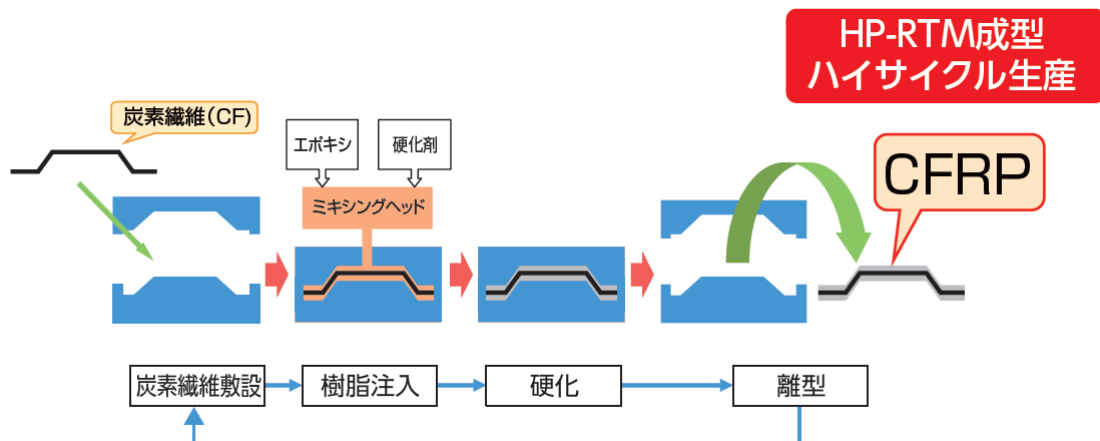 HP-RTM成型
ハイサイクル生産
炭素繊維(CF)
エポキシ
硬化剤
ミキシングヘッド
CFRP
炭素繊維敷設
樹脂注入
硬化
離型